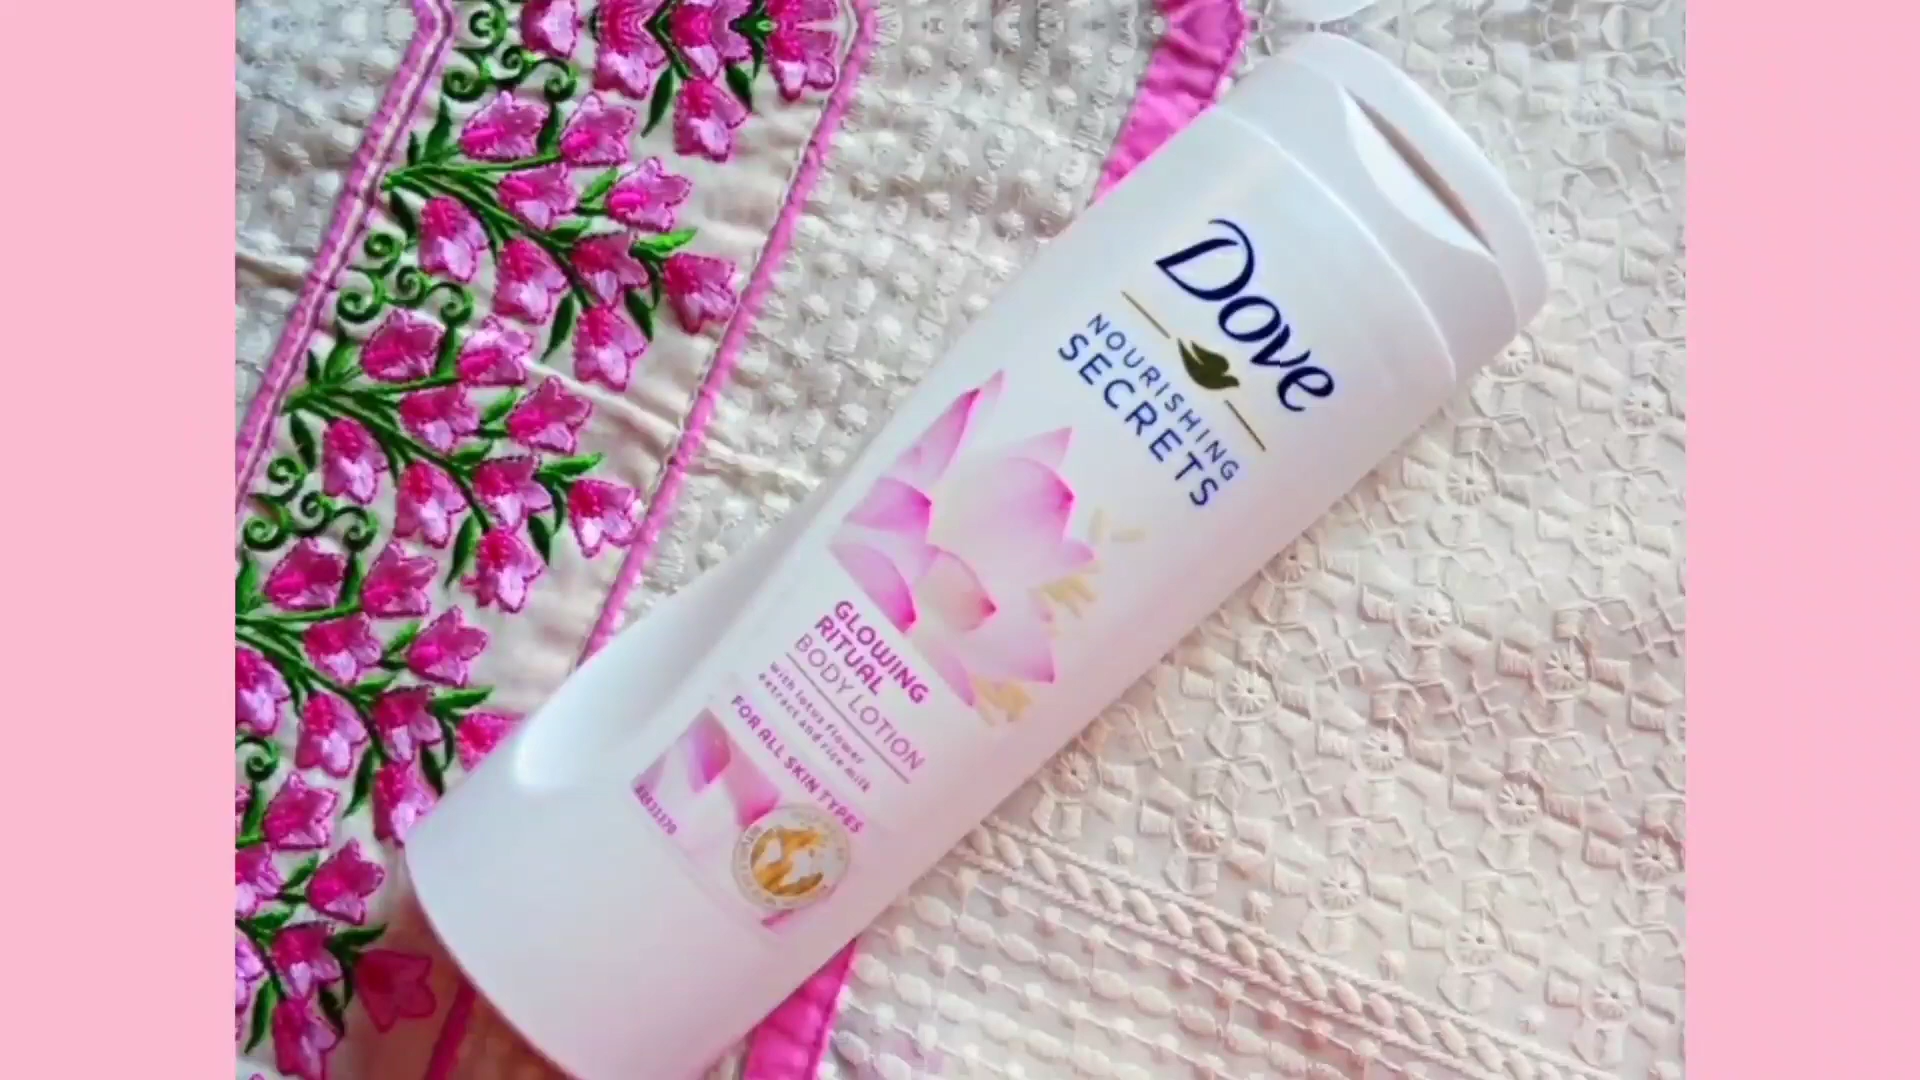 Dove
NOURISHING
SECRETS
GLOWING
RITUAL
BODY LOTION
with lotus flower
extract and rice milk
FOR ALL SKIN TYPES